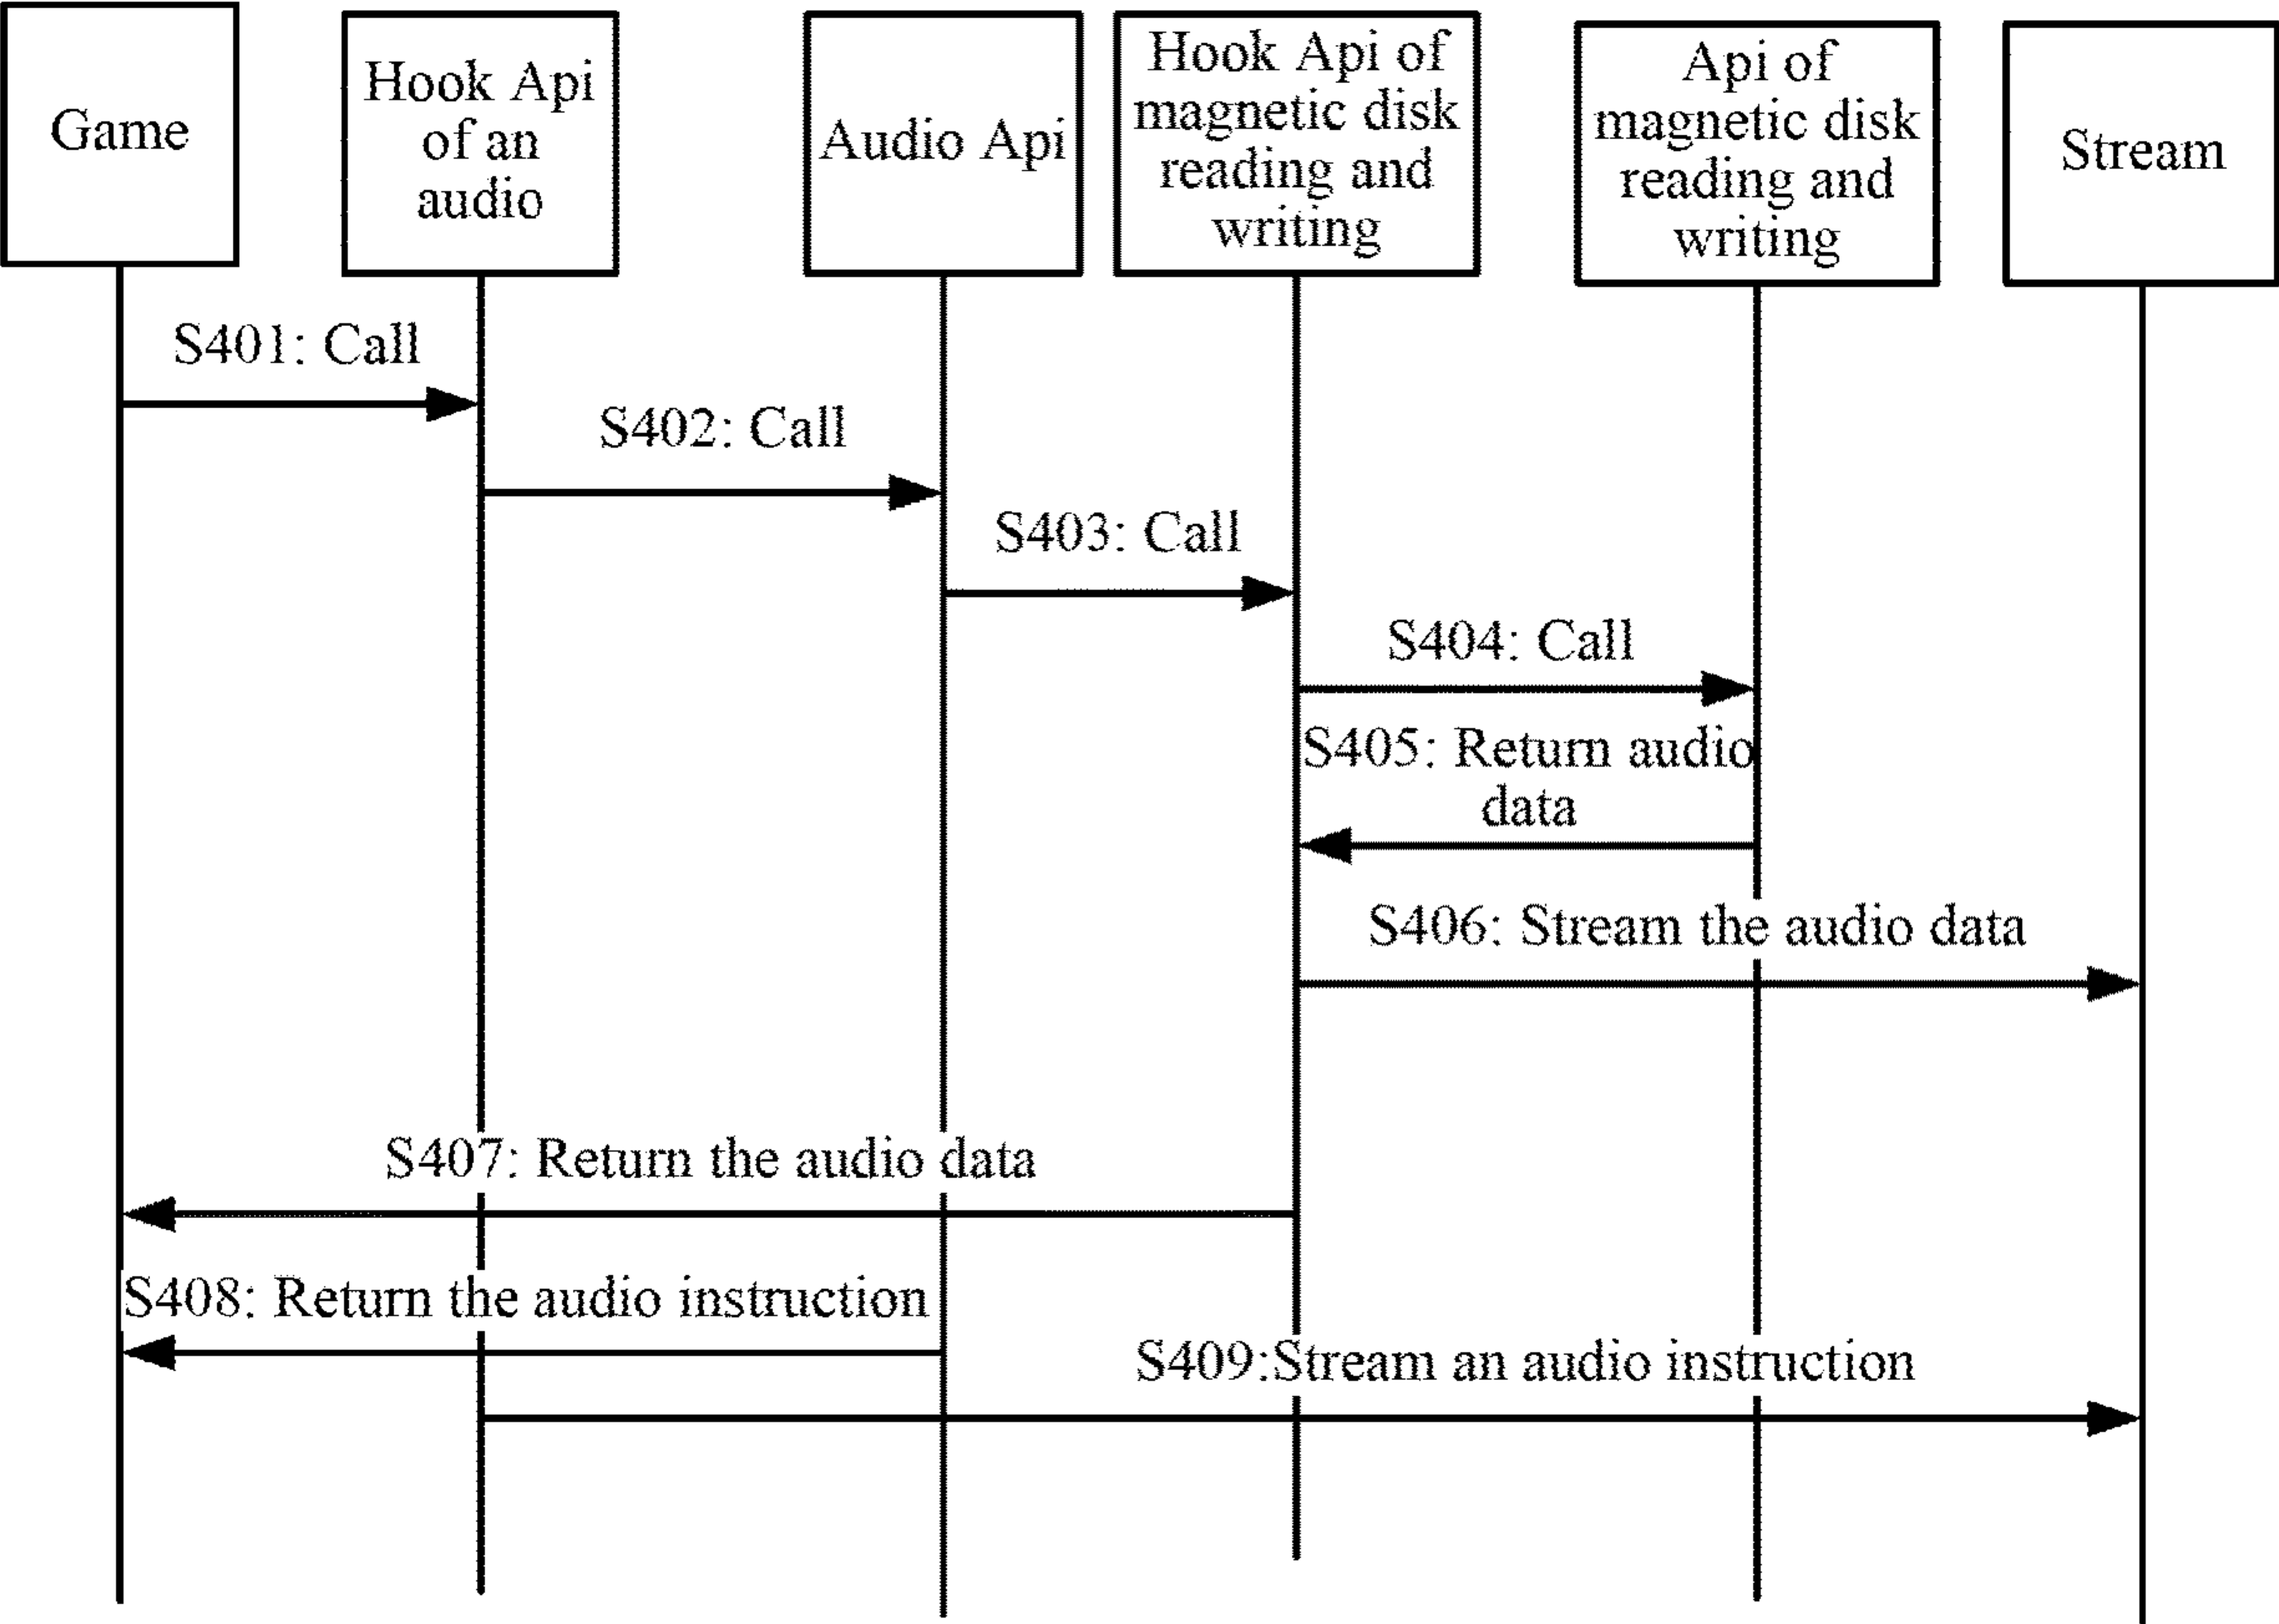 Game
Hook Api
of an
audio
Audio Api
Hook Api of
magnetic disk
reading and
writing
Api of
magnetic disk
reading and
writing
Stream
S401: Call
S402: Call
S403: Call
S404: Call
S405: Return audio
data
S406: Stream the audio data
S407: Return the audio data
S408: Return the audio instruction
S409:Stream an audio instruction